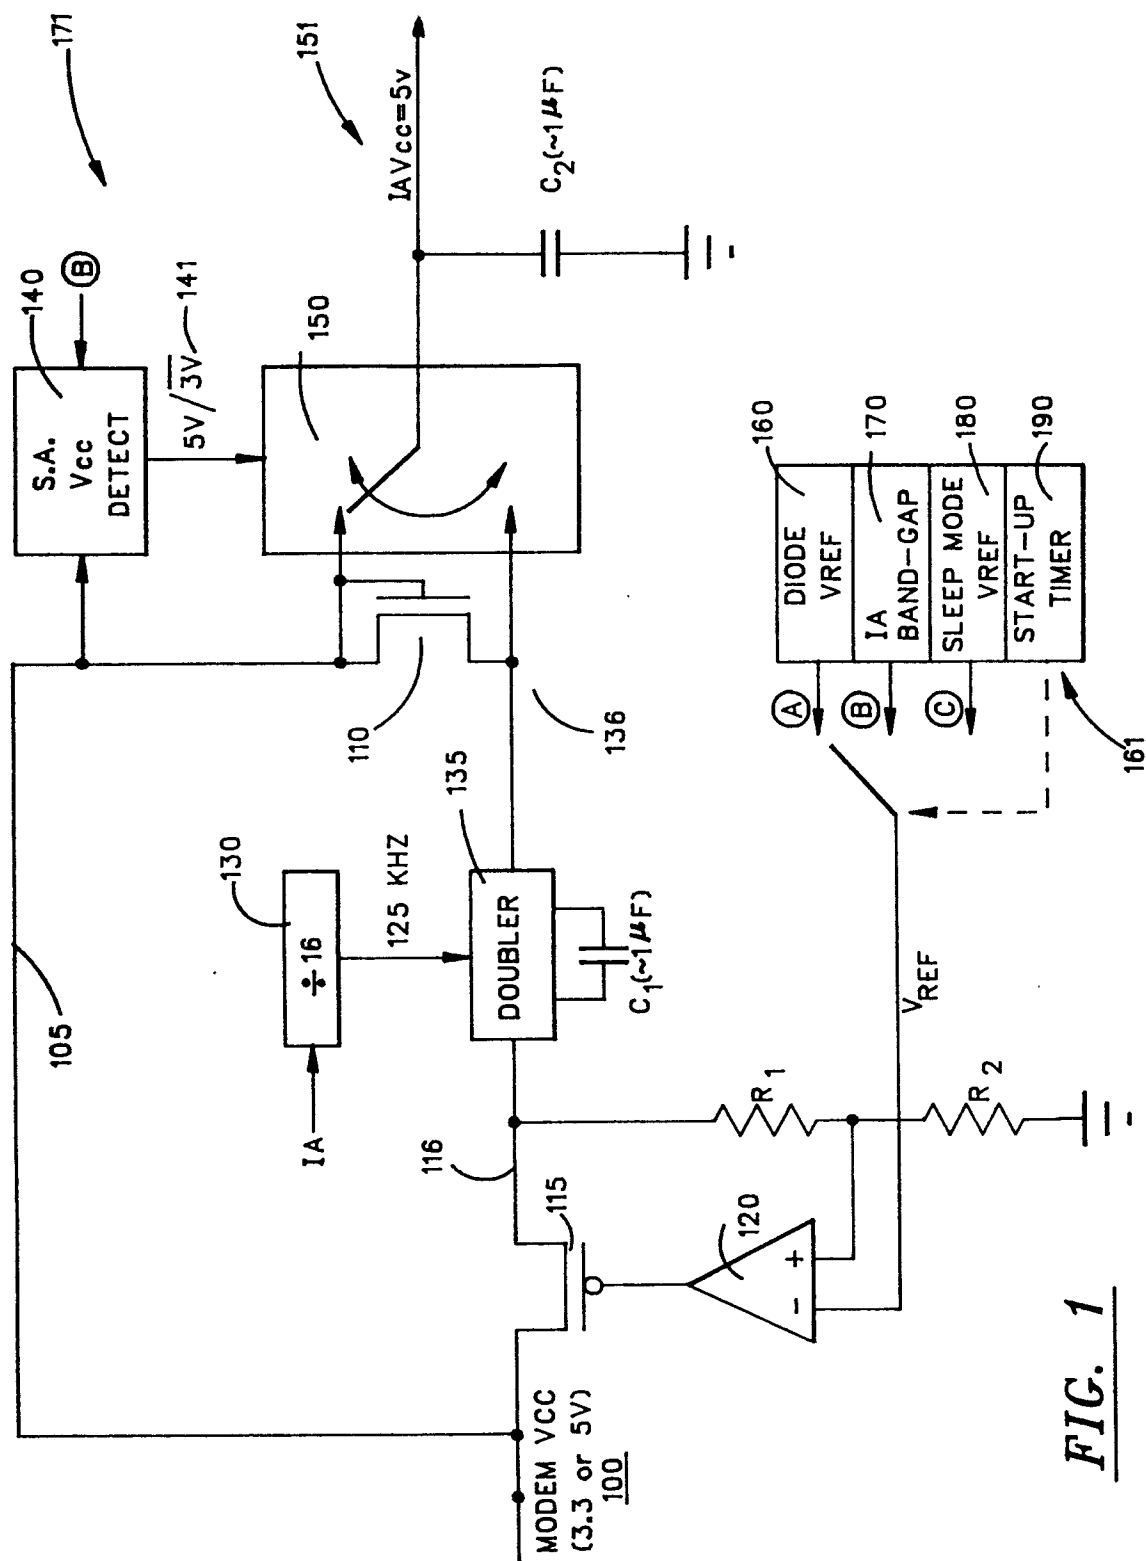 171
S.A.
Vcc
DETECT
140
B
5V/3V
141
150
151
IAVcc=5v
C2(~1µF)
105
110
136
130
÷16
IA
125 KHZ
135
DOUBLER
C1(~1µF)
116
115
120
+
-
R1
R2
VREF
MODEM VCC
(3.3 or 5V)
100
A
B
C
DIODE
VREF
160
IA
BAND-GAP
170
SLEEP MODE
VREF
180
START-UP
TIMER
190
161
FIG. 1